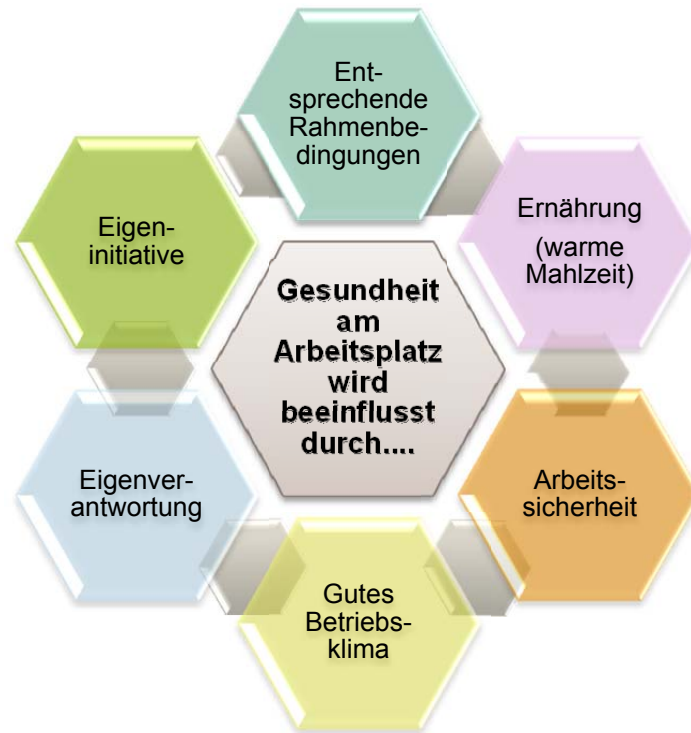 Ent-
sprechende
Rahmenbe-
dingungen
Ernährung
(warme
Mahlzeit)
Arbeits-
sicherheit
Gutes
Betriebs-
klima
Eigenver-
antwortung
Eigen-
initiative
Gesundheit
am
Arbeitsplatz
wird
beeinflusst
durch....